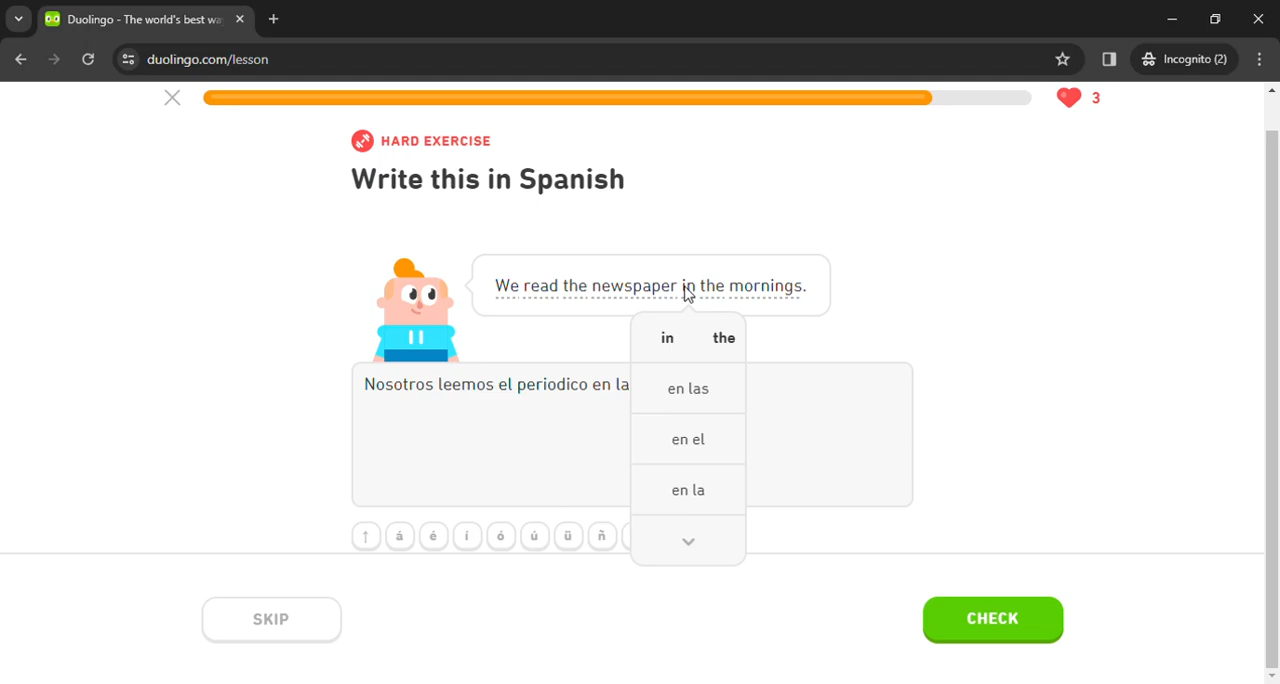 Duolingo - The world's best wa
duolingo.com/lesson
Incognito (2)
3
HARD EXERCISE
Write this in Spanish
We read the newspaper in the mornings.
in the
Nosotros leemos el periodico en la
en las
en el
en la
↑ á é í ó ú ü ñ
SKIP
CHECK